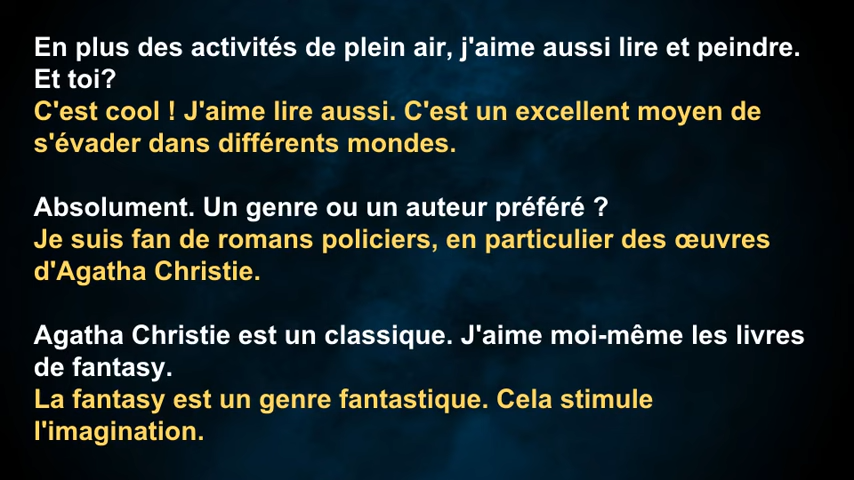 En plus des activités de plein air, j'aime aussi lire et peindre.
Et toi?
C'est cool ! J'aime lire aussi. C'est un excellent moyen de
s'évader dans différents mondes.
Absolument. Un genre ou un auteur préféré ?
Je suis fan de romans policiers, en particulier des œuvres
d'Agatha Christie.
Agatha Christie est un classique. J'aime moi-même les livres
de fantasy.
La fantasy est un genre fantastique. Cela stimule
l'imagination.